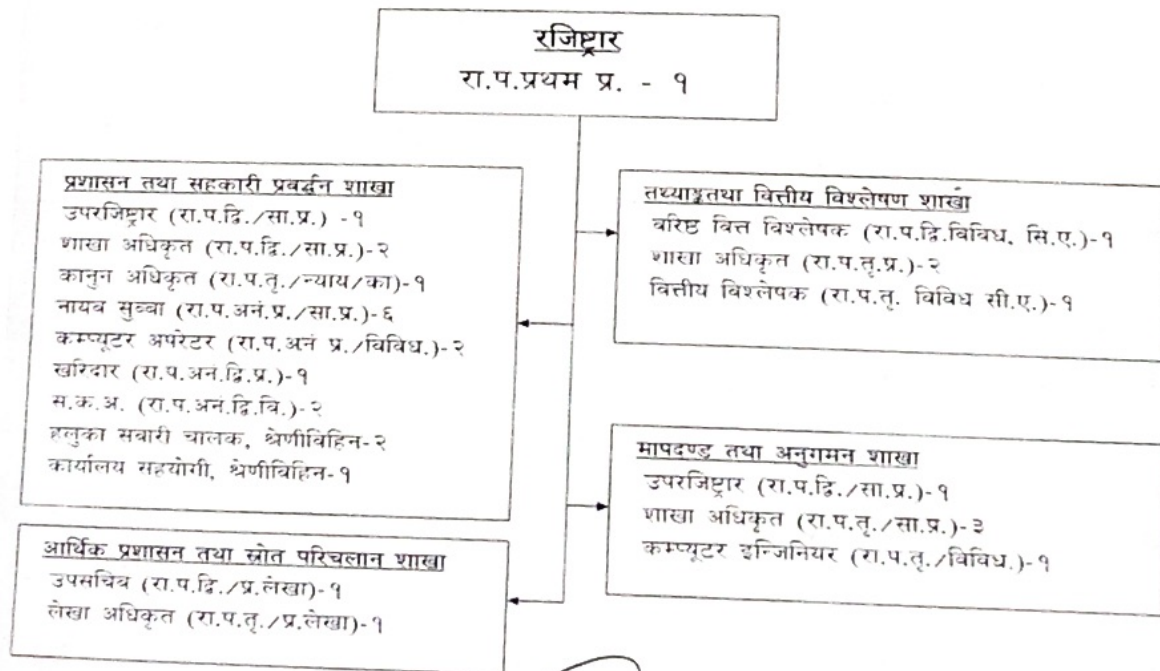 रजिष्ट्रार
रा.प.प्रथम प्र. - १
प्रशासन तथा सहकारी प्रवर्द्धन शाखा
उपरजिष्ट्रार (रा.प.द्वि./सा.प्र.) -१
शाखा अधिकृत (रा.प.द्वि./सा.प्र.)-२
कानुन अधिकृत (रा.प.तृ./न्याय/का)-१
नायव सुव्बा (रा.प.अनं.प्र./सा.प्र.)-६
कम्प्यूटर अपरेटर (रा.प.अनं प्र./विविध.)-२
खरिदार (रा.प.अनं.द्वि.प्र.)-१
स.क.अ. (रा.प.अनं.द्वि.वि.)-२
हलुका सवारी चालक, श्रेणीविहिन-२
कार्यालय सहयोगी, श्रेणीविहिन-१
आर्थिक प्रशासन तथा स्रोत परिचलान शाखा
उपसचिव (रा.प.द्वि./प्र.लेखा)-१
लेखा अधिकृत (रा.प.तृ./प्र.लेखा)-१
तथ्याङ्कतथा वित्तीय विश्लेषण शाखा
वरिष्ठ वित्त विश्लेषक (रा.प.द्वि.विविध, सि.ए.)-१
शाखा अधिकृत (रा.प.तृ.प्र.)-२
वित्तीय विश्लेषक (रा.प.तृ. विविध सी.ए.)-१
मापदण्ड तथा अनुगमन शाखा
उपरजिष्ट्रार (रा.प.द्वि./सा.प्र.)-१
शाखा अधिकृत (रा.प.तृ./सा.प्र.)-३
कम्प्यूटर इन्जिनियर (रा.प.तृ./विविध.)-१